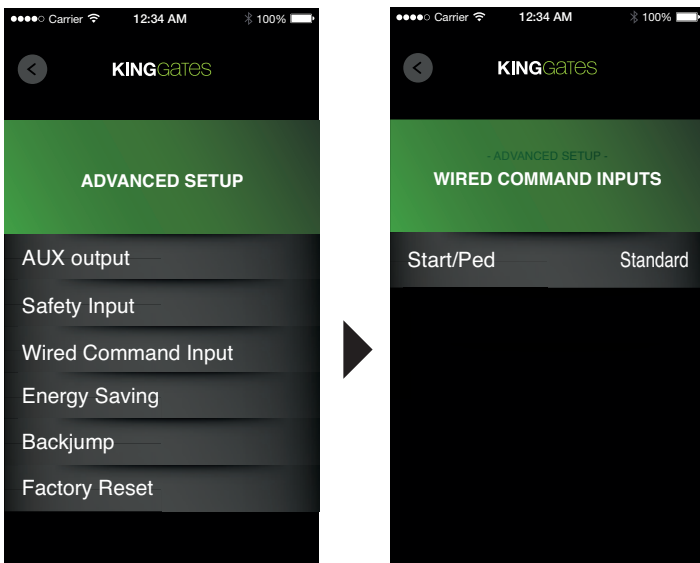 Carrier 12:34 AM 100%
KINGGATES
ADVANCED SETUP
AUX output
Safety Input
Wired Command Input
Energy Saving
Backjump
Factory Reset
Carrier 12:34 AM 100%
KINGGATES
- ADVANCED SETUP -
WIRED COMMAND INPUTS
Start/Ped Standard